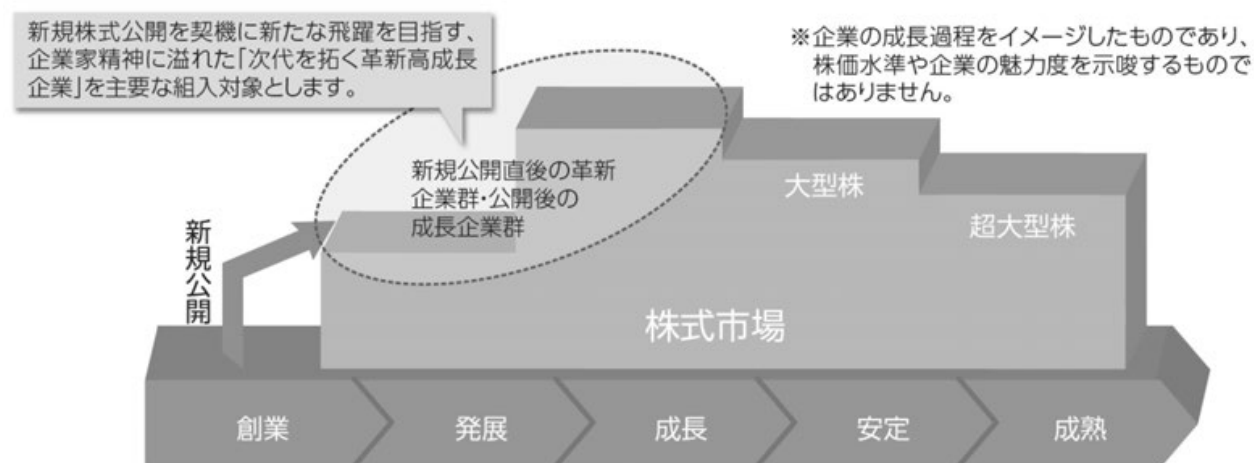 新規株式公開を契機に新たな飛躍を目指す、
企業家精神に溢れた「次代を拓く革新高成長
企業」を主要な組入対象とします。
※企業の成長過程をイメージしたものであり、
株価水準や企業の魅力度を示唆するもので
はありません。
新規公開直後の革新
企業群・公開後の
成長企業群
大型株
超大型株
新規公開
株式市場
創業
発展
成長
安定
成熟